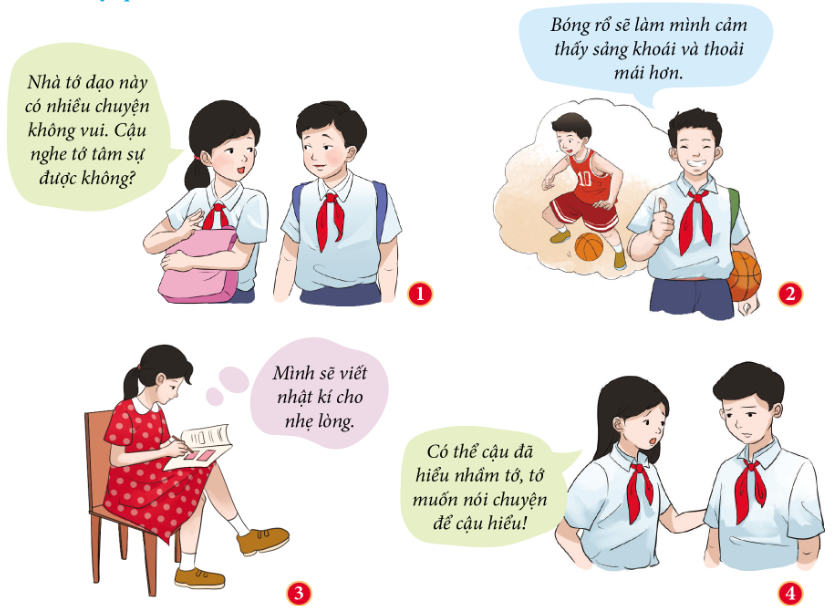 Nhà tớ dạo này
có nhiều chuyện
không vui. Cậu
nghe tớ tâm sự
được không?
1
Bóng rổ sẽ làm mình cảm
thấy sảng khoái và thoải
mái hơn.
10
2
Mình sẽ viết
nhật kí cho
nhẹ lòng.
3
Có thể cậu đã
hiểu nhầm tớ, tớ
muốn nói chuyện
để cậu hiểu!
4